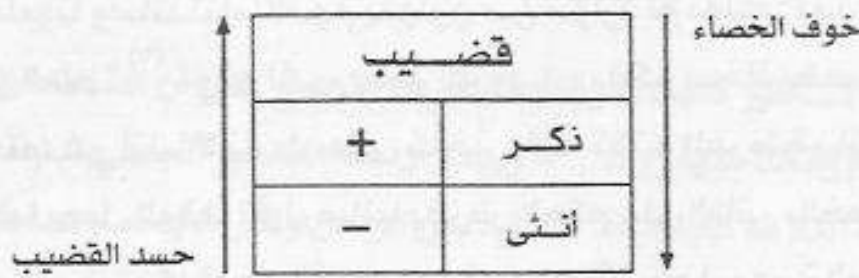 خوف الخصاء
قضيب
ذكر +
أنثى −
حسد القضيب